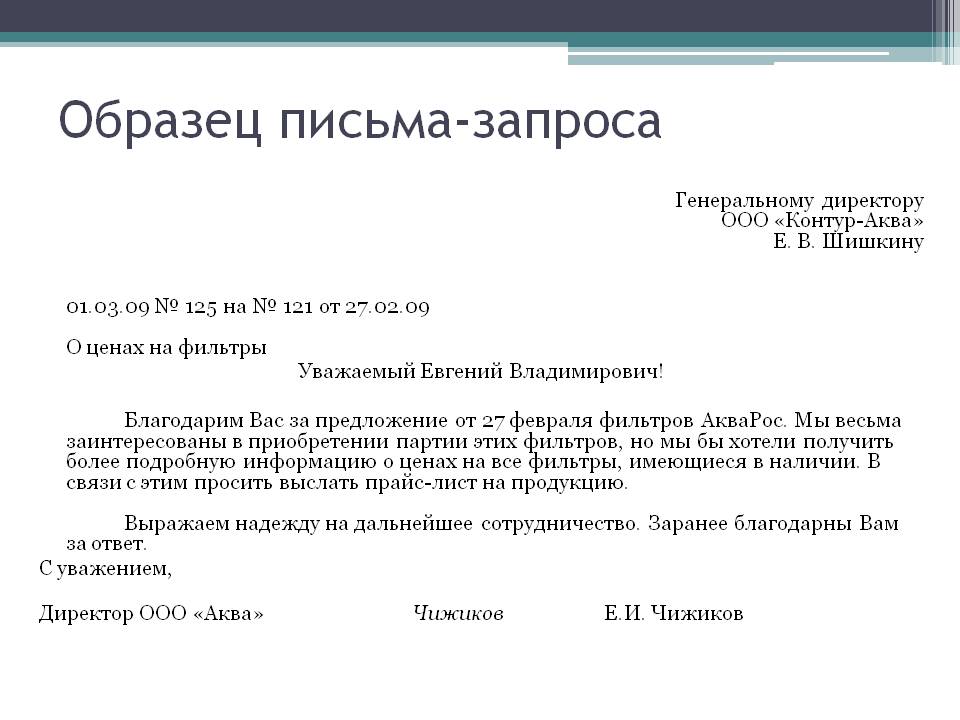 Образец письма-запроса
Генеральному директору
ООО «Контур-Аква»
Е. В. Шишкину
01.03.09 № 125 на № 121 от 27.02.09
О ценах на фильтры
Уважаемый Евгений Владимирович!
Благодарим Вас за предложение от 27 февраля фильтров АкваРос. Мы весьма
заинтересованы в приобретении партии этих фильтров, но мы бы хотели получить
более подробную информацию о ценах на все фильтры, имеющиеся в наличии. В
связи с этим просить выслать прайс-лист на продукцию.
Выражаем надежду на дальнейшее сотрудничество. Заранее благодарны Вам
за ответ.
С уважением,
Директор ООО «Аква» Чижиков Е.И. Чижиков